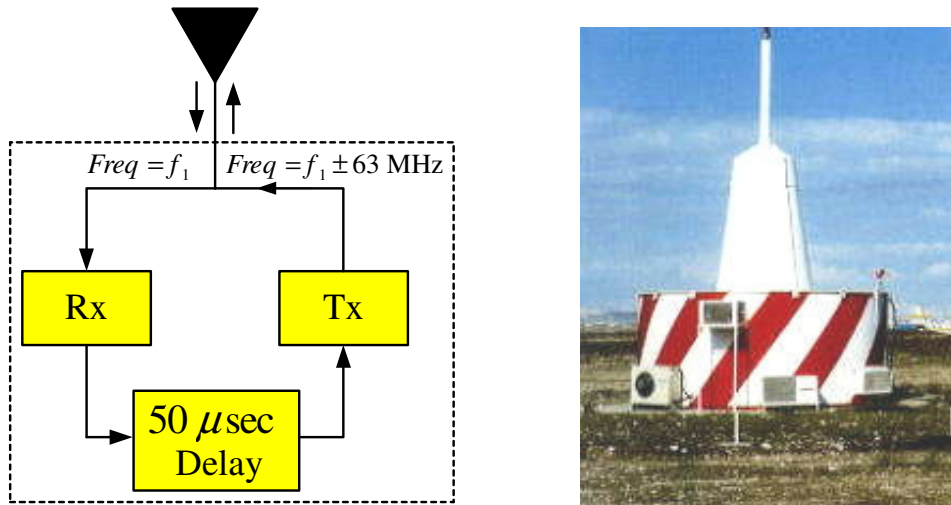 Freq = f₁ Freq = f₁ ± 63 MHz
Rx
Tx
50 μsec
Delay